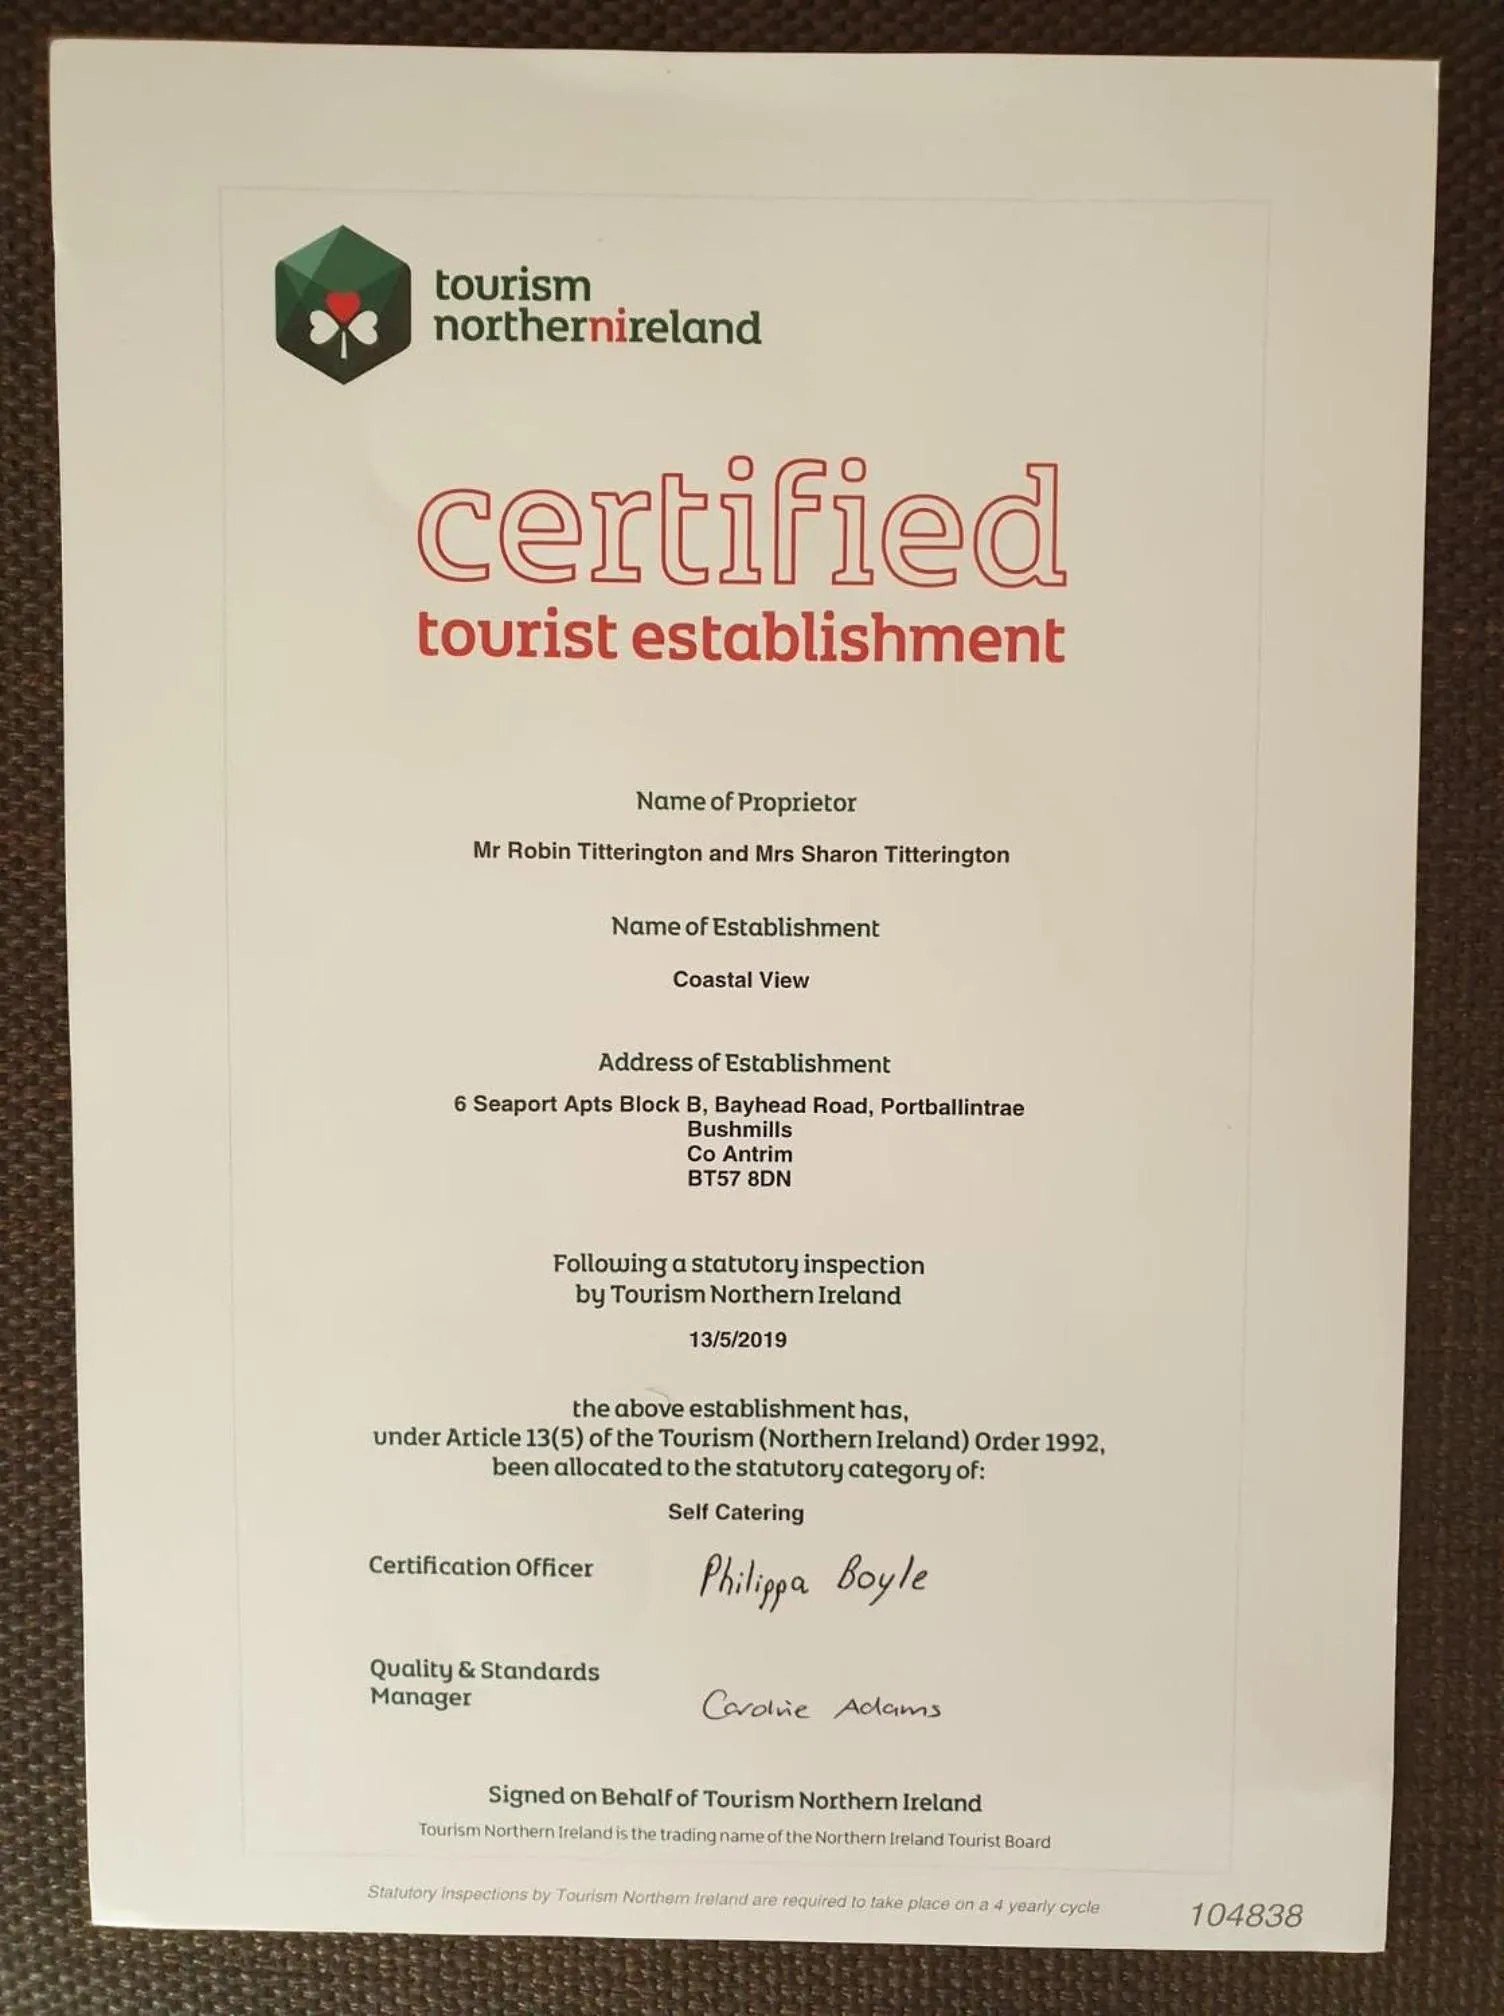 tourism
northernireland
certified
tourist establishment
Name of Proprietor
Mr Robin Titterington and Mrs Sharon Titterington
Name of Establishment
Coastal View
Address of Establishment
6 Seaport Apts Block B, Bayhead Road, Portballintrae
Bushmills
Co Antrim
BT57 8DN
Following a statutory inspection
by Tourism Northern Ireland
13/5/2019
the above establishment has,
under Article 13(5) of the Tourism (Northern Ireland) Order 1992,
been allocated to the statutory category of:
Self Catering
Certification Officer Philippa Boyle
Quality & Standards
Manager Caroline Adams
Signed on Behalf of Tourism Northern Ireland
Tourism Northern Ireland is the trading name of the Northern Ireland Tourist Board
Statutory Inspections by Tourism Northern Ireland are required to take place on a 4 yearly cycle
104838